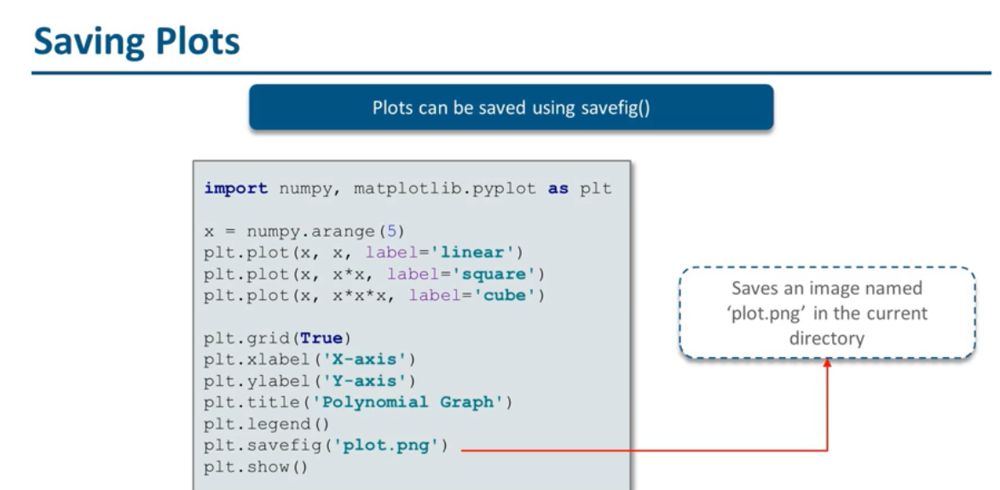 Saving Plots
Plots can be saved using savefig()
import numpy, matplotlib.pyplot as plt
x = numpy.arange(5)
plt.plot(x, x, label='linear')
plt.plot(x, x*x, label='square')
plt.plot(x, x*x*x, label='cube')
plt.grid(True)
plt.xlabel('X-axis')
plt.ylabel('Y-axis')
plt.title('Polynomial Graph')
plt.legend()
plt.savefig('plot.png')
plt.show()
Saves an image named
‘plot.png’ in the current
directory